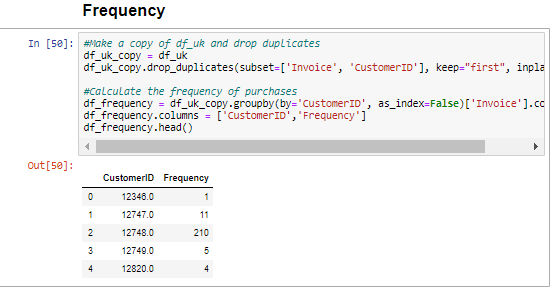 Frequency
In [50]: #Make a copy of df_uk and drop duplicates
df_uk_copy = df_uk
df_uk_copy.drop_duplicates(subset=['Invoice', 'CustomerID'], keep="first", inpla
#Calculate the frequency of purchases
df_frequency = df_uk_copy.groupby(by='CustomerID', as_index=False)['Invoice'].co
df_frequency.columns = ['CustomerID','Frequency']
df_frequency.head()
Out[50]:
CustomerID Frequency
0 12346.0 1
1 12747.0 11
2 12748.0 210
3 12749.0 5
4 12820.0 4